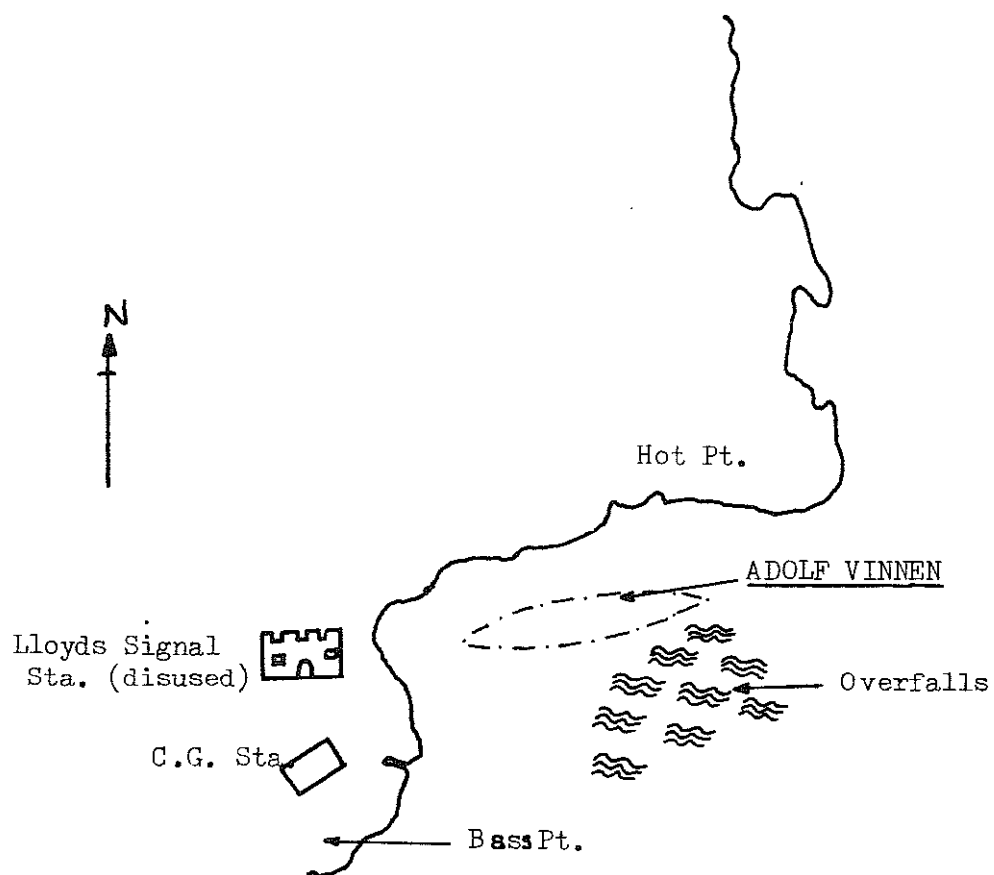 N
Hot Pt.
ADOLF VINNEN
Lloyds Signal
Sta. (disused)
Overfalls
C.G. Sta.
Bass Pt.